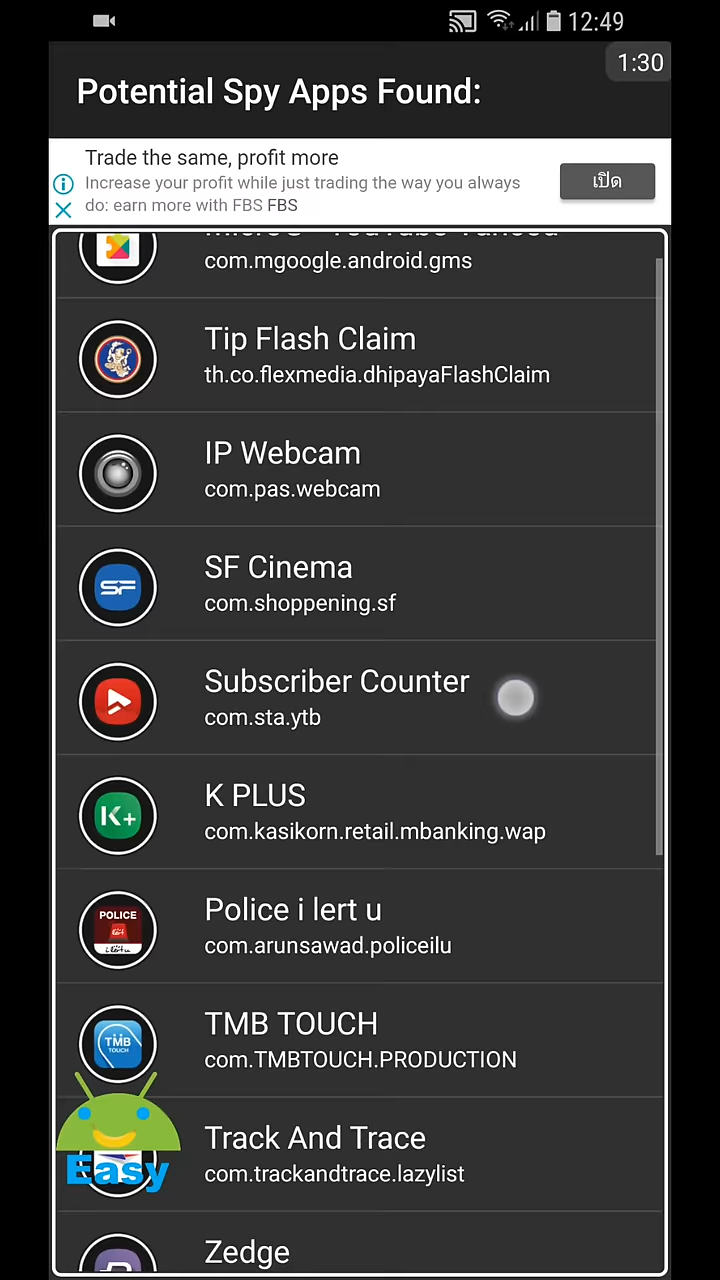 12:49
1:30
Potential Spy Apps Found:
Trade the same, profit more
Increase your profit while just trading the way you always
do: earn more with FBS FBS
เปิด
com.mgoogle.android.gms
Tip Flash Claim
th.co.flexmedia.dhipayaFlashClaim
IP Webcam
com.pas.webcam
SF
SF Cinema
com.shoppening.sf
Subscriber Counter
com.sta.ytb
K+
K PLUS
com.kasikorn.retail.mbanking.wap
POLICE
Police i lert u
com.arunsawad.policeilu
TMB
TOUCH
TMB TOUCH
com.TMBTOUCH.PRODUCTION
Track And Trace
com.trackandtrace.lazylist
Easy
Zedge